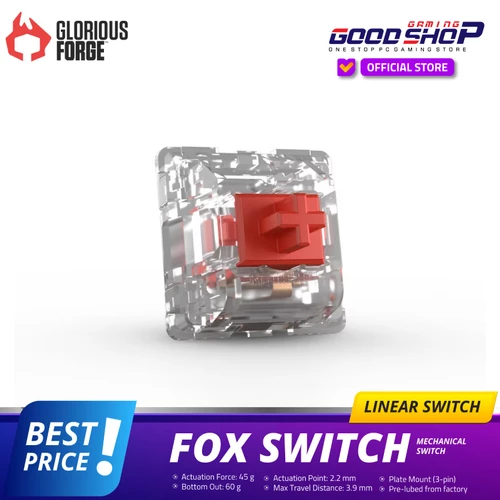 GLORIOUS
FORGE
GAMING
GOODSHOP
ONE STOP PC GAMING STORE
OFFICIAL STORE
LINEAR SWITCH
BEST
PRICE!
FOX SWITCH
MECHANICAL
SWITCH
• Actuation Force: 45 g • Actuation Point: 2.2 mm • Plate Mount (3-pin)
• Bottom Out: 60 g • Max Travel Distance: 3.9 mm • Pre-lubed from factory